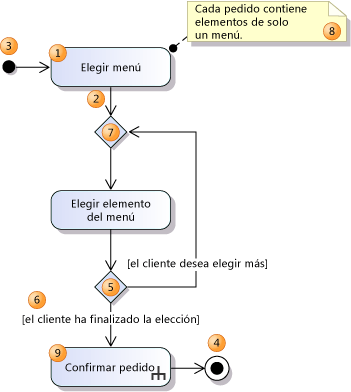 Cada pedido contiene
elementos de solo
un menú.
8
3
1
Elegir menú
2
7
Elegir elemento
del menú
[el cliente desea elegir más]
5
6
[el cliente ha finalizado la elección]
4
9
Confirmar pedido